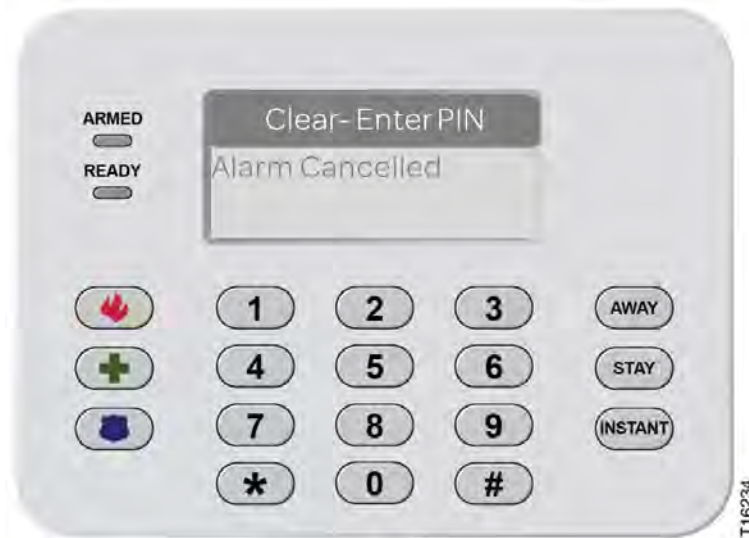 ARMED
READY
Clear-Enter PIN
Alarm Cancelled
1 2 3 AWAY
4 5 6 STAY
7 8 9 INSTANT
* 0 #
T16234